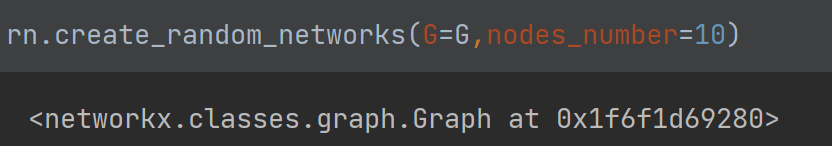 rn.create_random_networks(G=G,nodes_number=10)
<networkx.classes.graph.Graph at 0x1f6f1d69280>